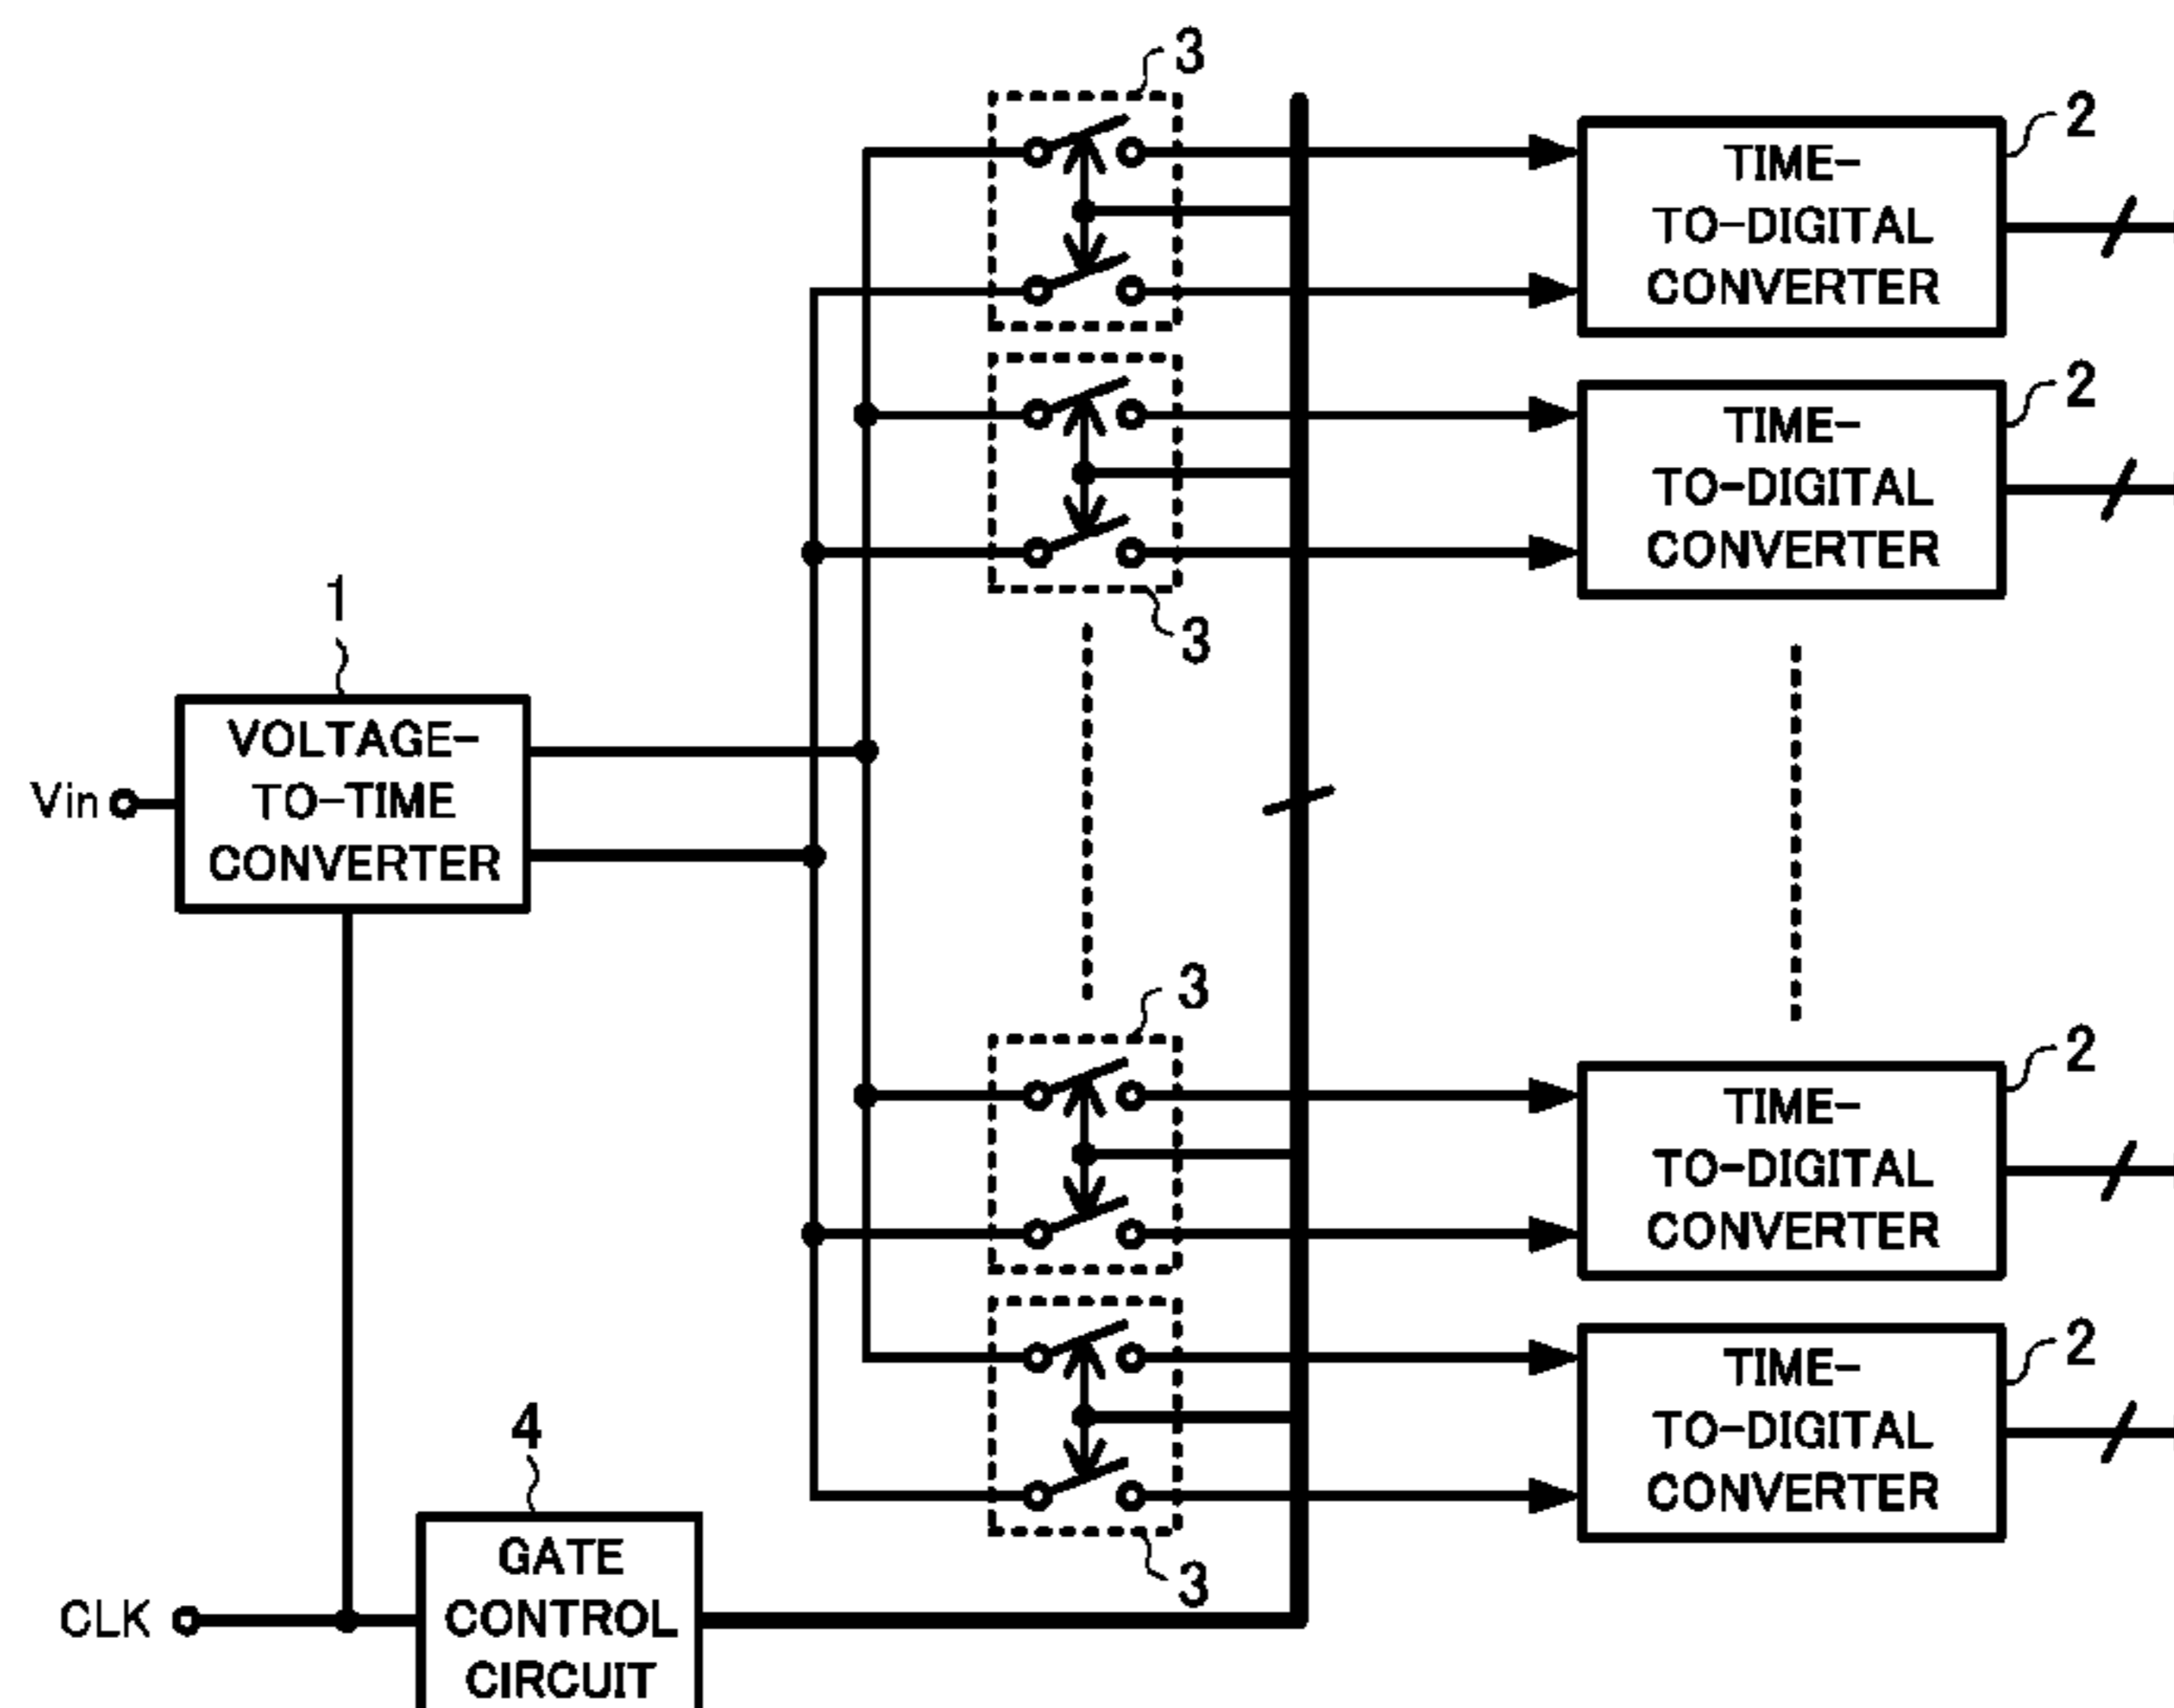 3
2
TIME-
TO-DIGITAL
CONVERTER
2
TIME-
TO-DIGITAL
CONVERTER
3
1
VOLTAGE-
TO-TIME
CONVERTER
Vin
3
2
TIME-
TO-DIGITAL
CONVERTER
2
TIME-
TO-DIGITAL
CONVERTER
3
4
GATE
CONTROL
CIRCUIT
CLK